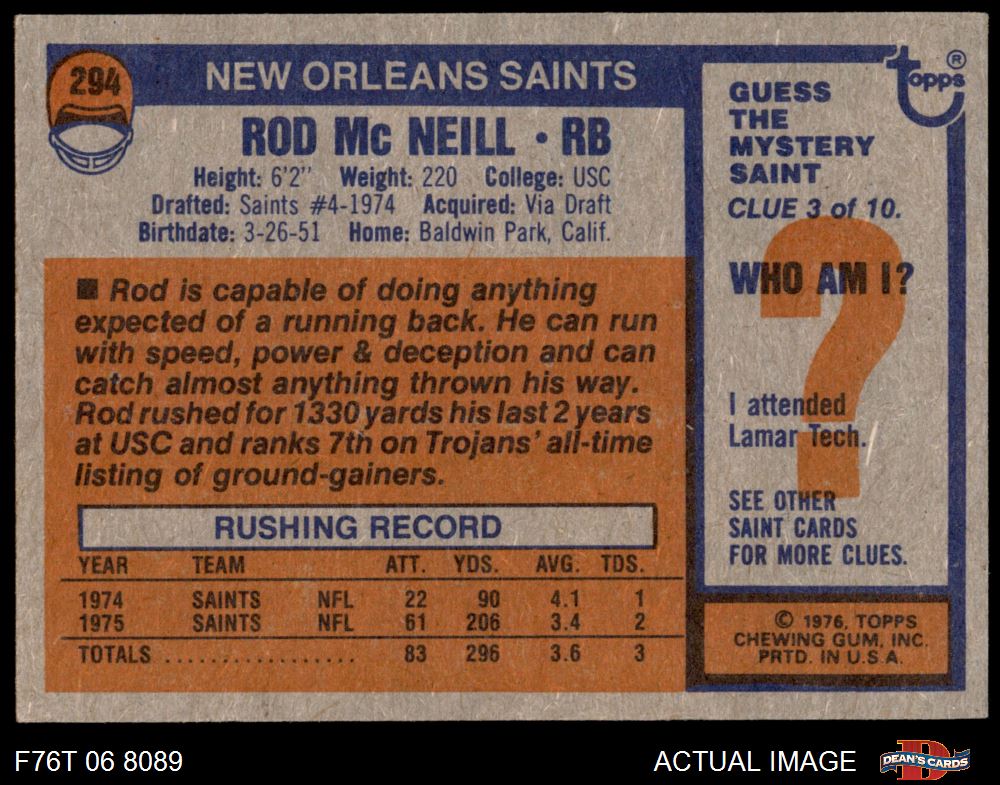 294
NEW ORLEANS SAINTS
ROD Mc NEILL • RB
Height: 6'2" Weight: 220 College: USC
Drafted: Saints #4-1974 Acquired: Via Draft
Birthdate: 3-26-51 Home: Baldwin Park, Calif.
■ Rod is capable of doing anything
expected of a running back. He can run
with speed, power & deception and can
catch almost anything thrown his way.
Rod rushed for 1330 yards his last 2 years
at USC and ranks 7th on Trojans' all-time
listing of ground-gainers.
RUSHING RECORD
YEAR TEAM ATT. YDS. AVG. TDS.
1974 SAINTS NFL 22 90 4.1 1
1975 SAINTS NFL 61 206 3.4 2
TOTALS .................. 83 296 3.6 3
topps ®
GUESS
THE
MYSTERY
SAINT
CLUE 3 of 10.
WHO AM I?
?
I attended
Lamar Tech.
SEE OTHER
SAINT CARDS
FOR MORE CLUES.
© 1976, TOPPS
CHEWING GUM, INC.
PRTD. IN U.S.A.
F76T 06 8089
ACTUAL IMAGE
D
DEAN'S CARDS